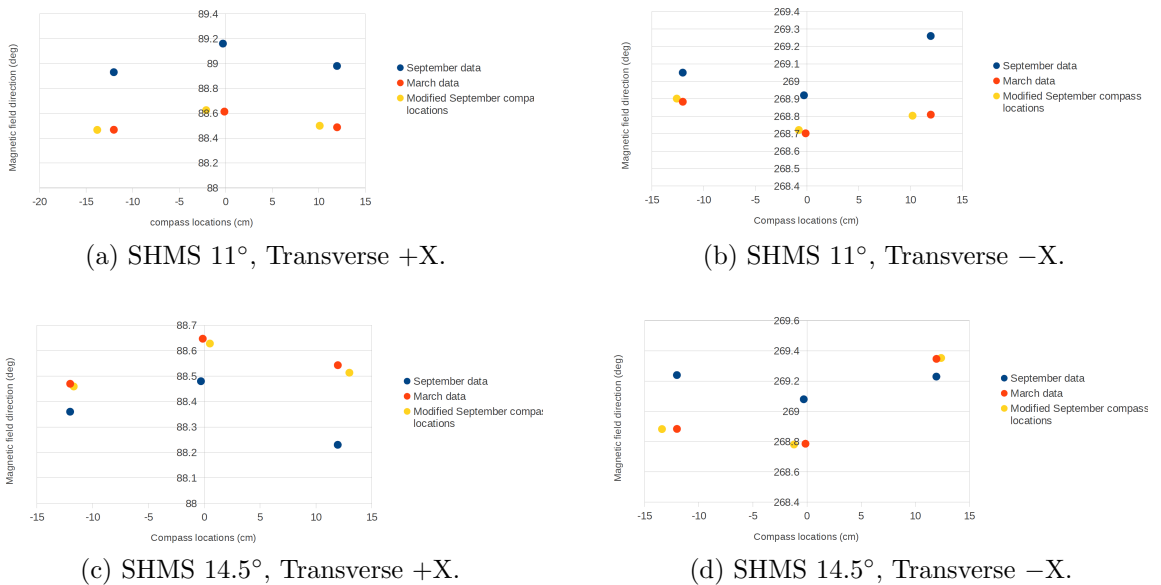 89.4
89.2
89
88.8
88.6
88.4
88.2
88
-20
-15
-10
-5
0
5
10
15
Magnetic field direction (deg)
compass locations (cm)
September data
March data
Modified September compa
locations
(a) SHMS 11°, Transverse +X.
269.4
269.3
269.2
269.1
269
268.9
268.8
268.7
268.6
268.5
268.4
-15
-10
-5
0
5
10
15
Magnetic field direction (deg)
Compass locations (cm)
September data
March data
Modified September compass
locations
(b) SHMS 11°, Transverse −X.
88.7
88.6
88.5
88.4
88.3
88.2
88.1
88
-15
-10
-5
0
5
10
15
Magnetic field direction (deg)
Compass locations (cm)
September data
March data
Modified September compas
locations
(c) SHMS 14.5°, Transverse +X.
269.6
269.4
269.2
269
268.8
268.6
268.4
-15
-10
-5
0
5
10
15
Magnetic field direction (deg)
Compass locations (cm)
September data
March data
Modified September compass
locations
(d) SHMS 14.5°, Transverse −X.